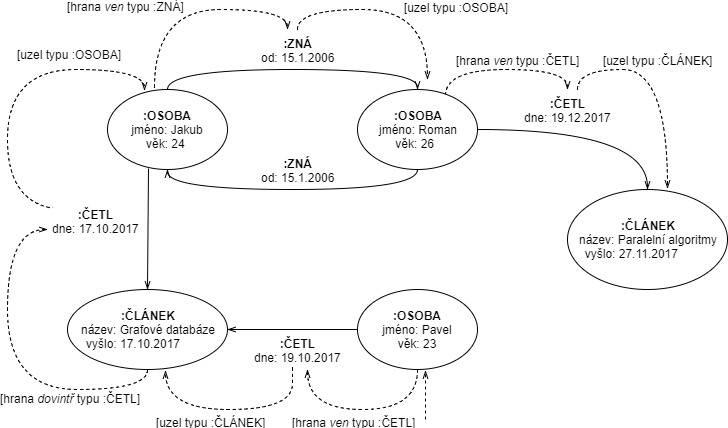 [hrana ven typu :ZNÁ]
[uzel typu :OSOBA]
:ZNÁ
od: 15.1.2006
[uzel typu :OSOBA]
[hrana ven typu :ČETL]
[uzel typu :ČLÁNEK]
:OSOBA
jméno: Jakub
věk: 24
:OSOBA
jméno: Roman
věk: 26
:ČETL
dne: 19.12.2017
:ZNÁ
od: 15.1.2006
:ČETL
dne: 17.10.2017
:ČLÁNEK
název: Paralelní algoritmy
vyšlo: 27.11.2017
:ČLÁNEK
název: Grafové databáze
vyšlo: 17.10.2017
:OSOBA
jméno: Pavel
věk: 23
:ČETL
dne: 19.10.2017
[hrana dovintř typu :ČETL]
[uzel typu :ČLÁNEK]
[hrana ven typu :ČETL]